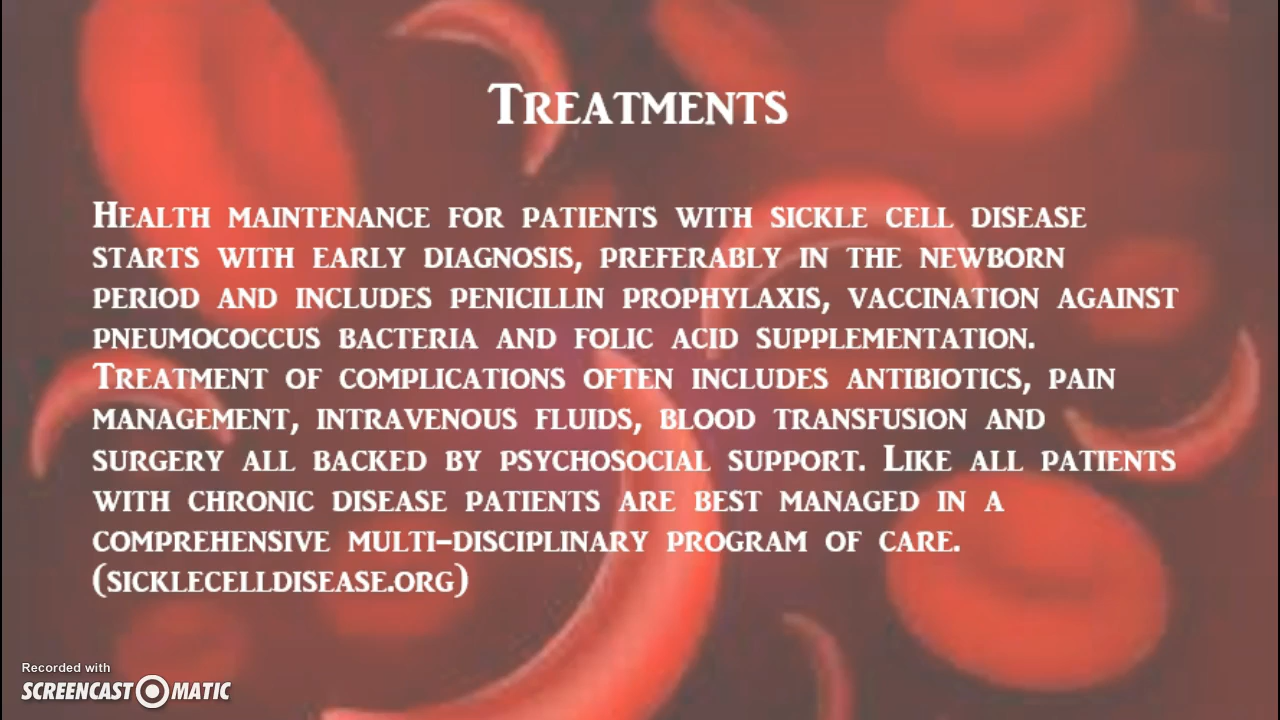 Treatments
Health maintenance for patients with sickle cell disease
starts with early diagnosis, preferably in the newborn
period and includes penicillin prophylaxis, vaccination against
pneumococcus bacteria and folic acid supplementation.
Treatment of complications often includes antibiotics, pain
management, intravenous fluids, blood transfusion and
surgery all backed by psychosocial support. Like all patients
with chronic disease patients are best managed in a
comprehensive multi-disciplinary program of care.
(sicklecelldisease.org)
Recorded with
SCREENCAST-O-MATIC